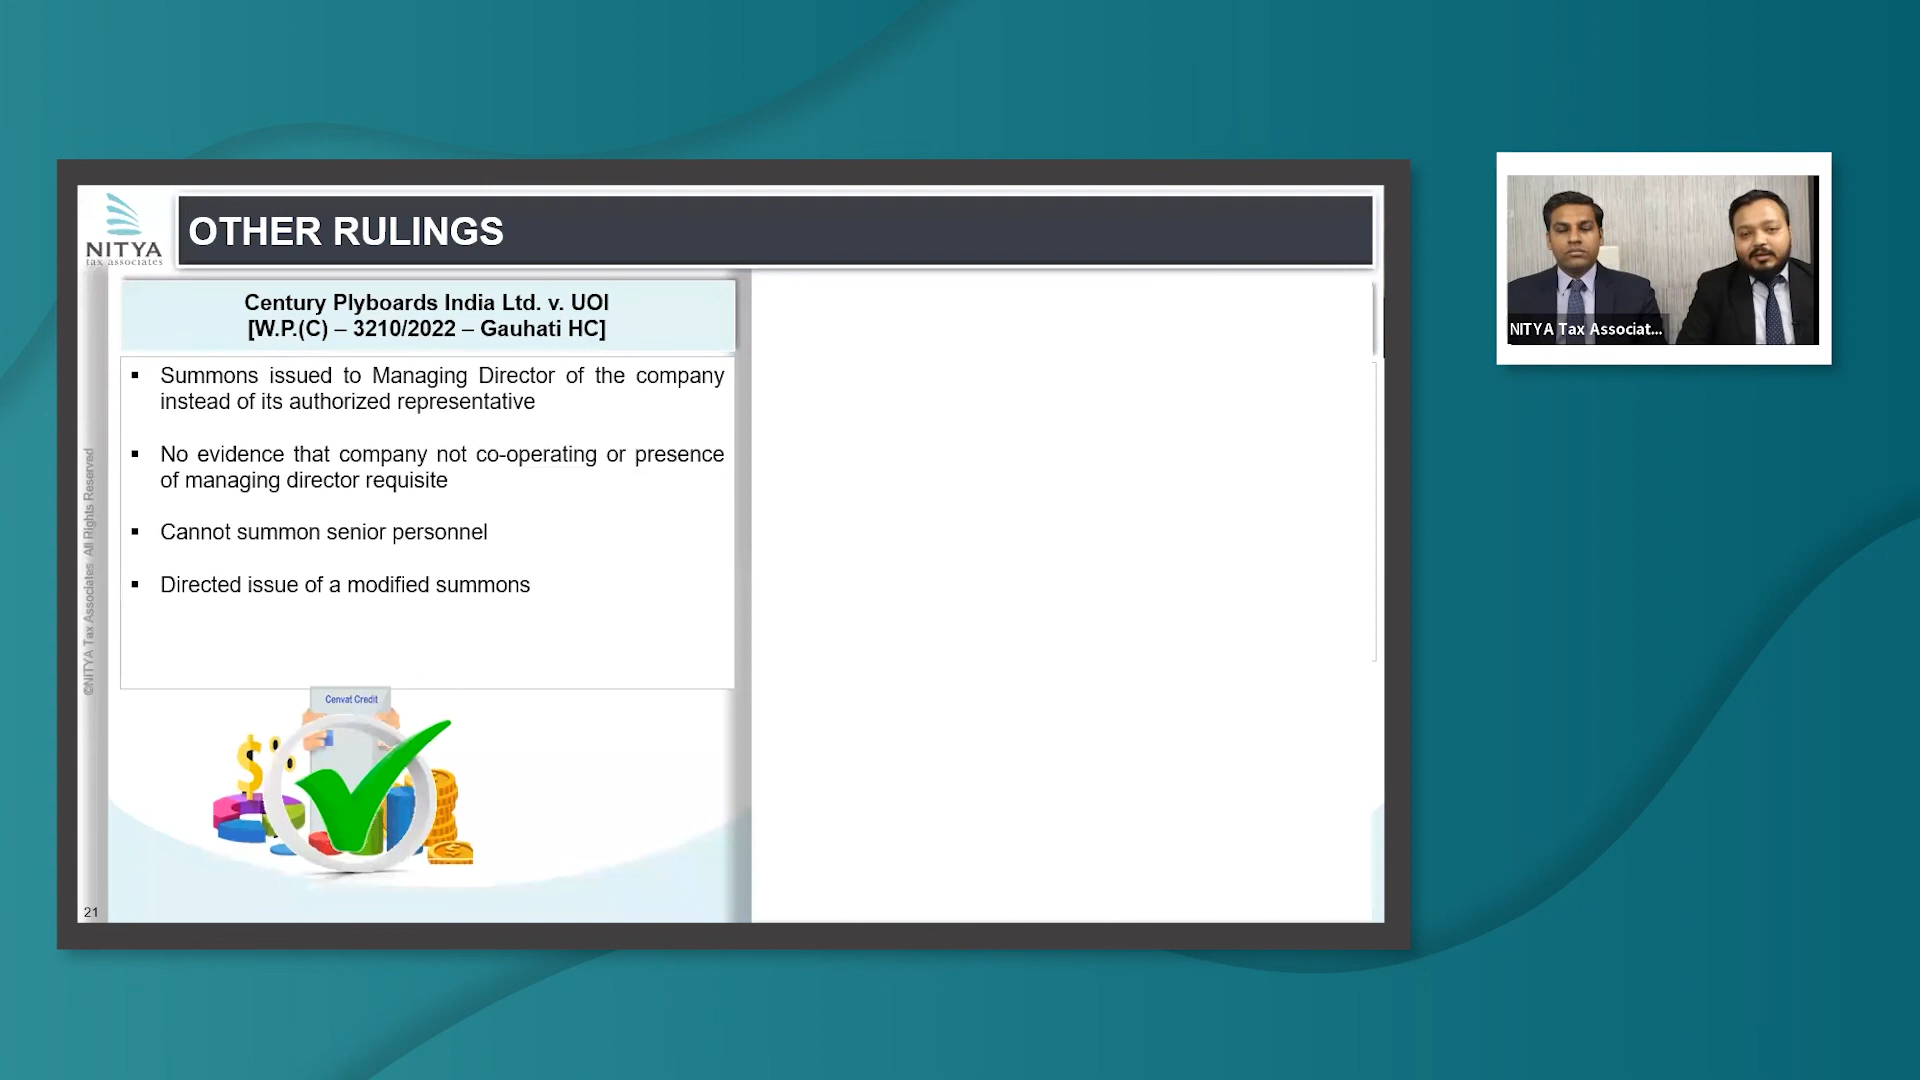 NITYA
tax associates
OTHER RULINGS
Century Plyboards India Ltd. v. UOI
[W.P.(C) – 3210/2022 – Gauhati HC]
▪ Summons issued to Managing Director of the company
instead of its authorized representative
▪ No evidence that company not co-operating or presence
of managing director requisite
▪ Cannot summon senior personnel
▪ Directed issue of a modified summons
Cenvat Credit
©NITYA Tax Associates All Rights Reserved
21
NITYA Tax Associat...